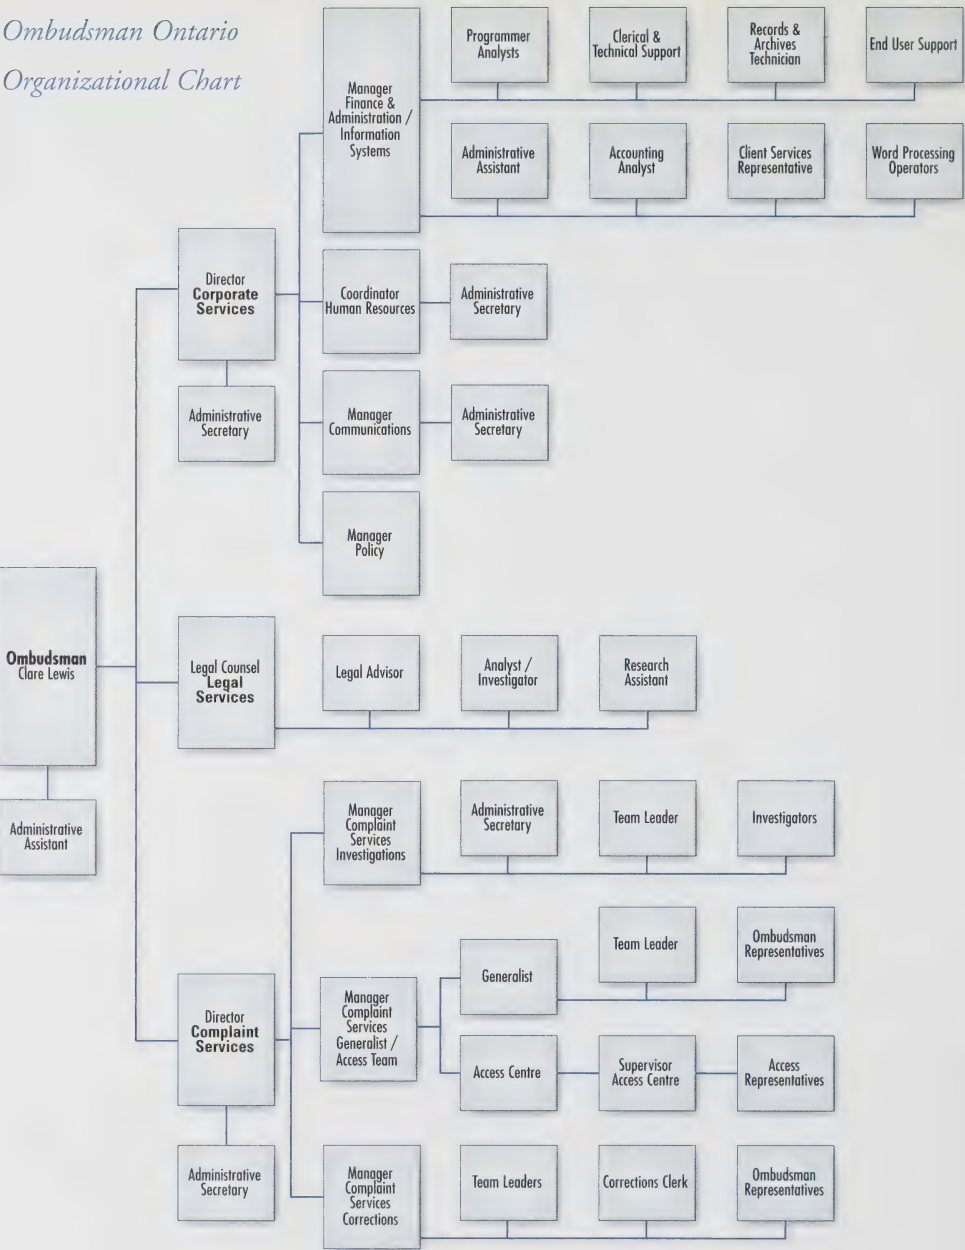 Ombudsman Ontario
Organizational Chart
Programmer
Analysts
Clerical &
Technical Support
Records &
Archives
Technician
End User Support
Manager
Finance &
Administration /
Information
Systems
Administrative
Assistant
Accounting
Analyst
Client Services
Representative
Word Processing
Operators
Director
Corporate
Services
Coordinator
Human Resources
Administrative
Secretary
Administrative
Secretary
Manager
Communications
Administrative
Secretary
Manager
Policy
Ombudsman
Clare Lewis
Administrative
Assistant
Legal Counsel
Legal
Services
Legal Advisor
Analyst /
Investigator
Research
Assistant
Manager
Complaint
Services
Investigations
Administrative
Secretary
Team Leader
Investigators
Director
Complaint
Services
Administrative
Secretary
Manager
Complaint
Services
Generalist /
Access Team
Generalist
Team Leader
Ombudsman
Representatives
Access Centre
Supervisor
Access Centre
Access
Representatives
Manager
Complaint
Services
Corrections
Team Leaders
Corrections Clerk
Ombudsman
Representatives